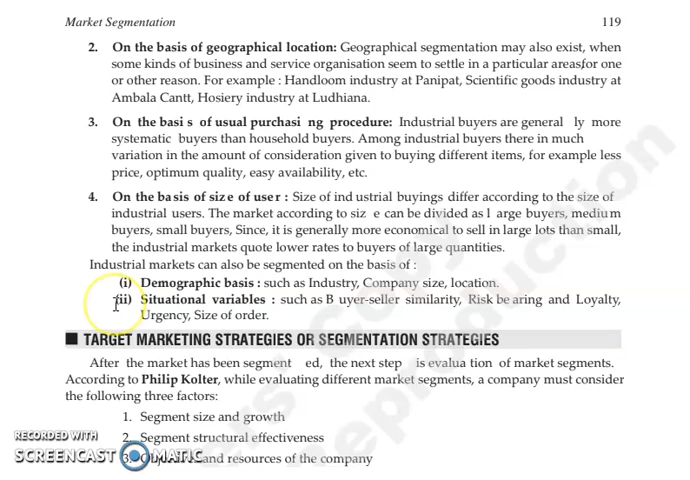 Market Segmentation 119
2. On the basis of geographical location: Geographical segmentation may also exist, when
some kinds of business and service organisation seem to settle in a particular areas,for one
or other reason. For example : Handloom industry at Panipat, Scientific goods industry at
Ambala Cantt, Hosiery industry at Ludhiana.
3. On the basi s of usual purchasi ng procedure: Industrial buyers are general ly more
systematic buyers than household buyers. Among industrial buyers there in much
variation in the amount of consideration given to buying different items, for example less
price, optimum quality, easy availability, etc.
4. On the ba sis of siz e of use r : Size of ind ustrial buyings differ according to the size of
industrial users. The market according to siz e can be divided as l arge buyers, medium
buyers, small buyers, Since, it is generally more economical to sell in large lots than small,
the industrial markets quote lower rates to buyers of large quantities.
Industrial markets can also be segmented on the basis of :
(i) Demographic basis : such as Industry, Company size, location.
(ii) Situational variables : such as B uyer-seller similarity, Risk be aring and Loyalty,
Urgency, Size of order.
TARGET MARKETING STRATEGIES OR SEGMENTATION STRATEGIES
After the market has been segment ed, the next step is evalua tion of market segments.
According to Philip Kolter, while evaluating different market segments, a company must consider
the following three factors:
1. Segment size and growth
2. Segment structural effectiveness
3. and resources of the company
RECORDED WITH
SCREENCAST MATIC
Copy
reproduction